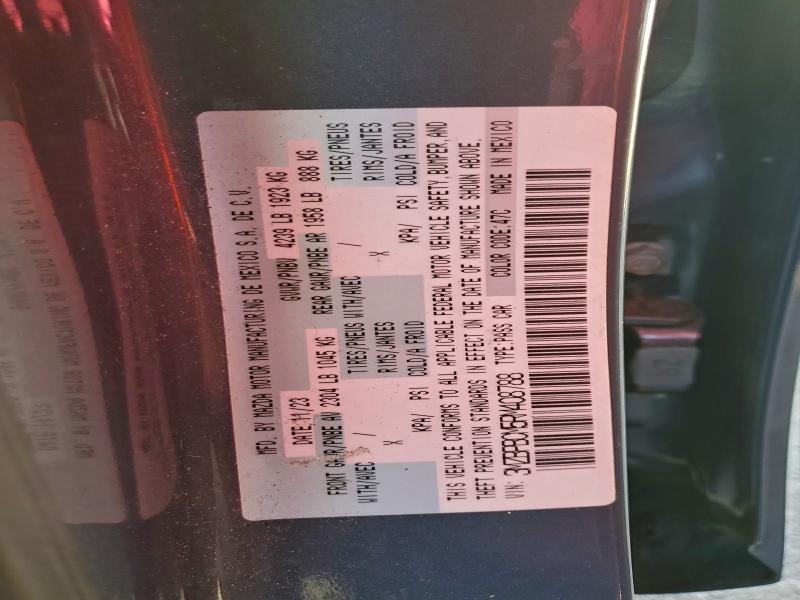 MFD. BY MAZDA MOTOR MANUFACTURING DE MEXICO S.A. DE C.V.
DATE: 11/23 GVWR/PNBV 4239 LB 1923 KG
FRONT GAWR/PNBE AV 2304 LB 1045 KG REAR GAWR/PNBE AR 1958 LB 888 KG
WITH/AVEC / TIRES/PNEUS WITH/AVEC / TIRES/PNEUS
X RIMS/JANTES X RIMS/JANTES
KPA/ PSI COLD/A FROID KPA/ PSI COLD/A FROID
THIS VEHICLE CONFORMS TO ALL APPLICABLE FEDERAL MOTOR VEHICLE SAFETY, BUMPER, AND
THEFT PREVENTION STANDARDS IN EFFECT ON THE DATE OF MANUFACTURE SHOWN ABOVE.
VIN: TYPE: PASS CAR COLOR CODE: 47C MADE IN MEXICO